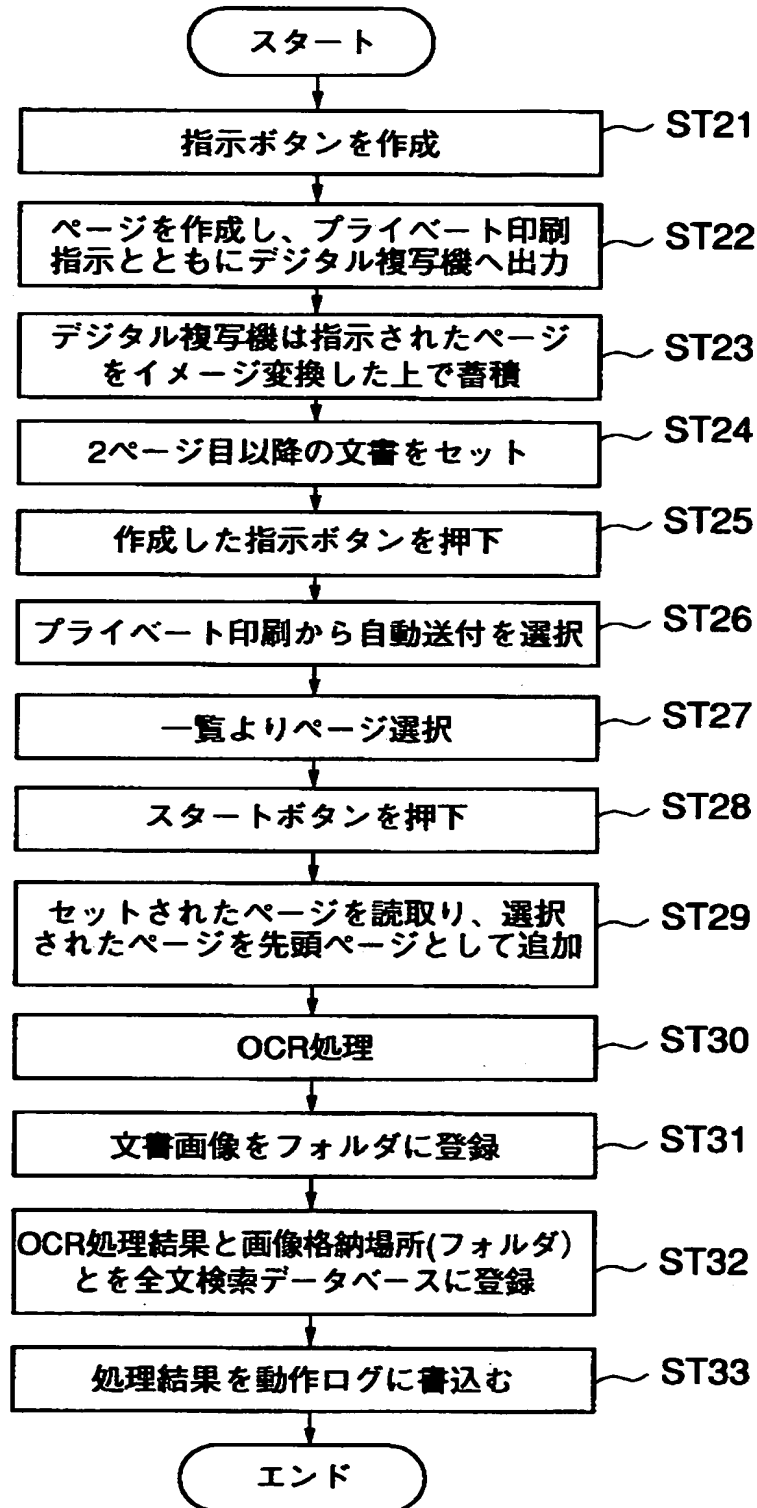 スタート
指示ボタンを作成
ST21
ページを作成し、プライベート印刷
指示とともにデジタル複写機へ出力
ST22
デジタル複写機は指示されたページ
をイメージ変換した上で蓄積
ST23
2ページ目以降の文書をセット
ST24
作成した指示ボタンを押下
ST25
プライベート印刷から自動送付を選択
ST26
一覧よりページ選択
ST27
スタートボタンを押下
ST28
セットされたページを読取り、選択
されたページを先頭ページとして追加
ST29
OCR処理
ST30
文書画像をフォルダに登録
ST31
OCR処理結果と画像格納場所(フォルダ)
とを全文検索データベースに登録
ST32
処理結果を動作ログに書込む
ST33
エンド